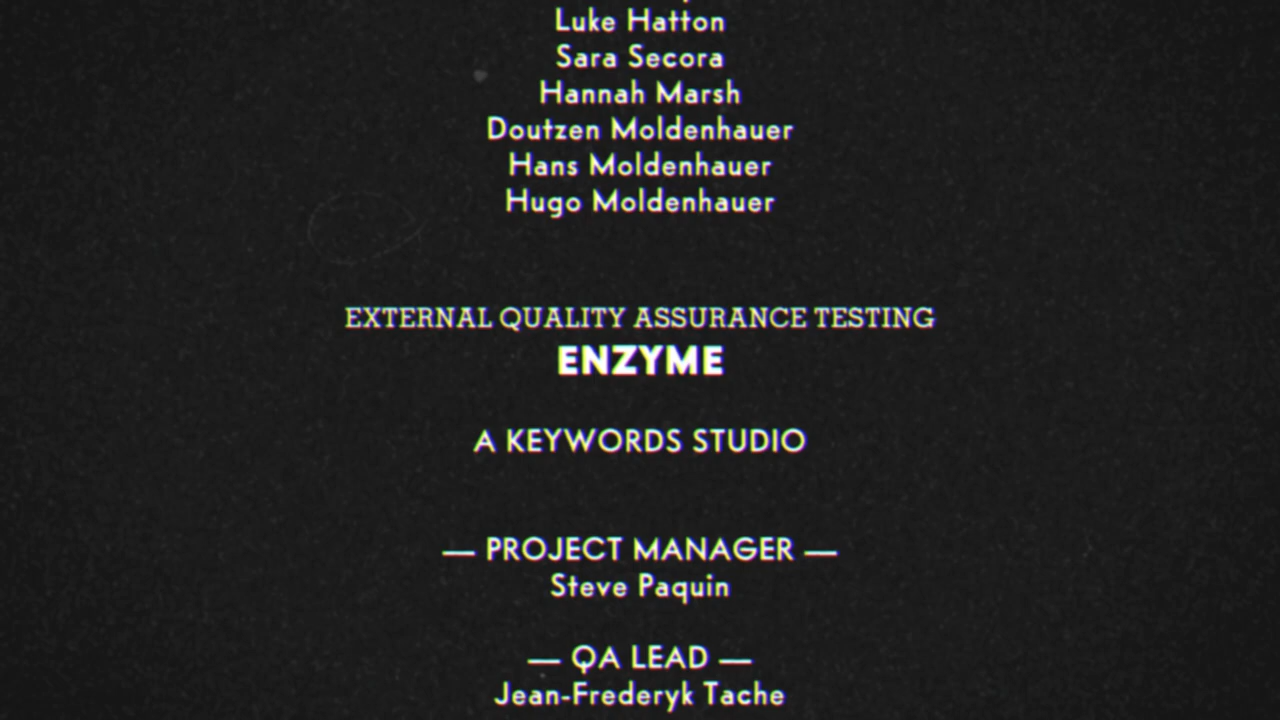 Luke Hatton
Sara Secora
Hannah Marsh
Doutzen Moldenhauer
Hans Moldenhauer
Hugo Moldenhauer
EXTERNAL QUALITY ASSURANCE TESTING
ENZYME
A KEYWORDS STUDIO
— PROJECT MANAGER —
Steve Paquin
— QA LEAD —
Jean-Frederyk Tache